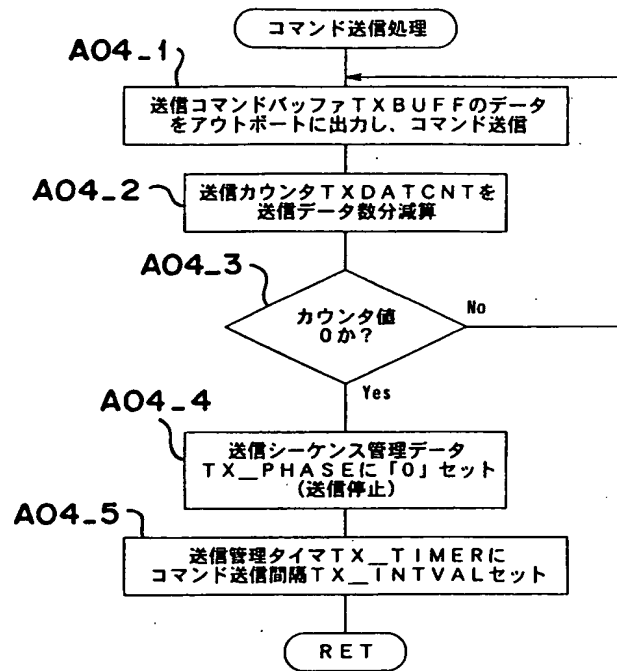 コマンド送信処理
A04_1
送信コマンドバッファTXBUFFのデータ
をアウトポートに出力し、コマンド送信
A04_2
送信カウンタTXDATCNTを
送信データ数分減算
A04_3
カウンタ値
0か?
No
Yes
A04_4
送信シーケンス管理データ
TX__PHASEに「0」セット
(送信停止)
A04_5
送信管理タイマTX__TIMERに
コマンド送信間隔TX__INTVALセット
RET